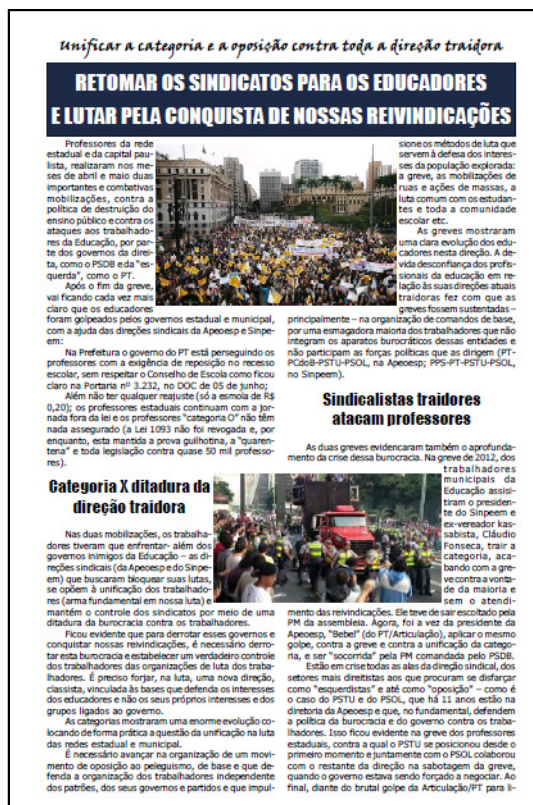 Unificar a categoria e a oposição contra toda a direção traidora
RETOMAR OS SINDICATOS PARA OS EDUCADORES
E LUTAR PELA CONQUISTA DE NOSSAS REIVINDICAÇÕES
Professores da rede
estadual e da capital pau-
lista, realizaram nos me-
ses de abril e maio duas
importantes e combativas
mobilizações, contra a
política de destruição do
ensino público e contra os
ataques aos trabalhado-
res da Educação, por par-
te dos governos da direi-
ta, como o PSDB e da "es-
querda", como o PT.
Após o fim da greve,
vai ficando cada vez mais
claro que os educadores
foram golpeados pelos governos estadual e municipal,
com a ajuda das direções sindicais da Apeoesp e Sinpe-
em:
Na Prefeitura o governo do PT está perseguindo os
professores com a exigência de reposição no recesso
escolar, sem respeitar o Conselho de Escola como ficou
claro na Portaria nº 3.232, no DOC de 05 de junho;
Além não ter qualquer reajuste (só a esmola de R$
0,20); os professores estaduais continuam com a jor-
nada fora da lei e os professores "categoria O" não têm
nada assegurado (a Lei 1093 não foi revogada e, por
enquanto, esta mantida a prova guilhotina, a "quaren-
tena" e toda legislação contra quase 50 mil professo-
res).
Categoria X ditadura da
direção traidora
Nas duas mobilizações, os trabalha-
dores tiveram que enfrentar- além dos
governos inimigos da Educação – as di-
reções sindicais (da Apeoesp e do Sinpe-
em) que buscaram bloquear suas lutas,
se opõem à unificação dos trabalhado-
res (arma fundamental em nossa luta) e
mantém o controle dos sindicatos por meio de uma
ditadura da burocracia contra os trabalhadores.
Ficou evidente que para derrotar esses governos e
conquistar nossas reivindicações, é necessário derro-
tar esta burocracia e estabelecer um verdadeiro controle
dos trabalhadores das organizações de luta dos traba-
lhadores. É preciso forjar, na luta, uma nova direção,
classista, vinculada às bases que defenda os interesses
dos educadores e não os seus próprios interesses e dos
grupos ligados ao governo.
As categorias mostraram uma enorme evolução co-
locando de forma prática a questão da unificação na luta
das redes estadual e municipal.
É necessário avançar na organização de um movi-
mento de oposição ao peleguismo, de base e que de-
fenda a organização dos trabalhadores independente
dos patrões, dos seus governos e partidos e que impul-
sione os métodos de luta que
servem à defesa dos interes-
ses da população explorada:
a greve, as mobilizações de
ruas e ações de massas, a
luta comum com os estudan-
tes e toda a comunidade
escolar etc.
As greves mostraram
uma clara evolução dos edu-
cadores nesta direção. A de-
vida desconfiança dos profis-
sionais da educação em re-
lação às suas direções atuais
traidoras fez com que as
greves fossem sustentadas –
principalmente – na organização de comandos de base,
por uma esmagadora maioria dos trabalhadores que não
integram os aparatos burocráticos dessas entidades e
não participam as forças políticas que as dirigem (PT-
PCdoB-PSTU-PSOL, na Apeoesp; PPS-PT-PSTU-PSOL,
no Sinpeem).
Sindicalistas traidores
atacam professores
As duas greves evidencaram também o aprofunda-
mento da crise dessa burocracia. Na greve de 2012, dos
trabalhadores
municipais da
Educação assisi-
tiram o presiden-
te do Sinpeem e
ex-vereador kas-
sabista, Cláudio
Fonseca, trair a
categoria, aca-
bando com a gre-
ve contra a vonta-
de da maioria e
sem o atendi-
mento das reivindicações. Ele teve de sair escoltado pela
PM da assembleia. Agora, foi a vez da presidente da
Apeoesp, "Bebel" (do PT/Articulação), aplicar o mesmo
golpe, contra a greve e contra a unificação da catego-
ria, e ser "socorrida" pela PM comandada pelo PSDB.
Estão em crise todas as alas da direção sindical, dos
setores mais direitistas aos que procuram se disfarçar
como "esquerdistas" e até como "oposição" – como é
o caso do PSTU e do PSOL, que há 11 anos estão na
diretoria da Apeoesp e que, no fundamental, defendem
a política da burocracia e do governo contra os traba-
lhadores. Isso ficou evidente na greve dos professores
estaduais, contra a qual o PSTU se posicionou desde o
primeiro momento e juntamente com o PSOL colaborou
com o restante da direção na sabotagem da greve,
quando o governo estava sendo forçado a negociar. Ao
final, diante do brutal golpe da Articulação/PT para li-